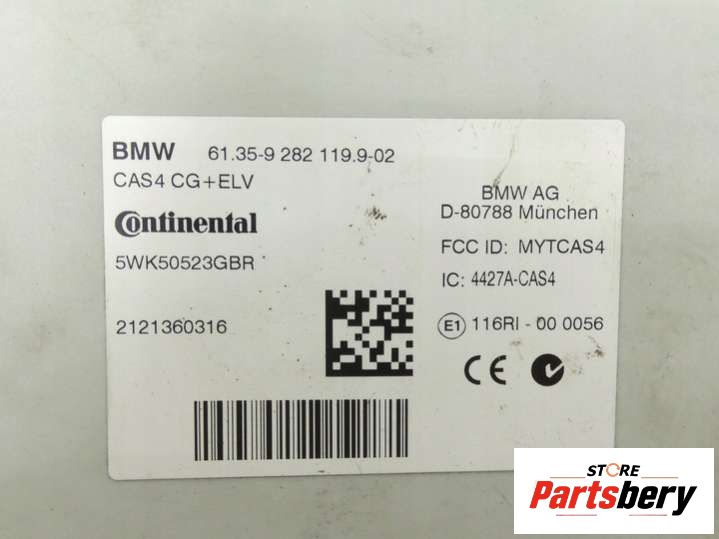 BMW 61.35-9 282 119.9-02
CAS4 CG+ELV
Continental
5WK50523GBR
2121360316
BMW AG
D-80788 München
FCC ID: MYTCAS4
IC: 4427A-CAS4
E1 116RI - 00 0056
CE
STORE
Partsbery